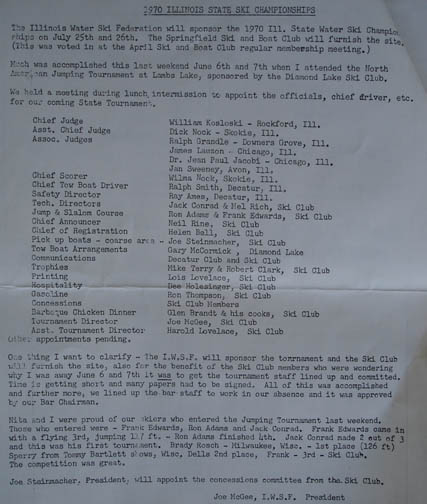 1970 ILLINOIS STATE SKI CHAMPIONSHIPS
The Illinois Water Ski Federation will sponsor the 1970 Ill. State Water Ski Champion
ships on July 25th and 26th. The Springfield Ski and Boat Club will furnish the site.
(This was voted in at the April Ski and Boat Club regular membership meeting.)
Much was accomplished this last weekend June 6th and 7th when I attended the North
American Jumping Tournament at Lambs Lake, sponsored by the Diamond Lake Ski Club.
We held a meeting during lunch intermission to appoint the officials, chief driver, etc.
for our coming State Tournament.
Chief Judge William Kosloski - Rockford, Ill.
Asst. Chief Judge Dick Nock - Skokie, Ill.
Assoc. Judges Ralph Grandle - Downers Grove, Ill.
James Lauson - Chicago, Ill.
Dr. Jean Paul Jacobi - Chicago, Ill.
Jan Sweney, Avon, Ill.
Chief Scorer Wilma Nock, Skokie, Ill.
Chief Tow Boat Driver Ralph Smith, Decatur, Ill.
Safety Director Ray Ames, Decatur, Ill.
Tech. Directors Jack Conrad & Mel Rich, Ski Club
Jump & Slalom Course Ron Adams & Frank Edwards, Ski Club
Chief Announcer Neil Rine, Ski Club
Chief of Registration Helen Ball, Ski Club
Pick up boats - coarse area - Joe Steinmacher, Ski Club
Tow Boat Arrangements Gary McCormick, Diamond Lake
Communications Decatur Club and Ski Club
Trophies Mike Terry & Robert Clark, Ski Club
Printing Lois Lovelace, Ski Club
Hospitality Dee Holesinger, Ski Club
Gasoline Ron Thompson, Ski Club
Concessions Ski Club Members
Barbeque Chicken Dinner Glen Brandt & his cooks, Ski Club
Tournament Director Joe McGee, Ski Club
Asst. Tournament Director Harold Lovelace, Ski Club
Other appointments pending.
One thing I want to clarify - The I.W.S.F. will sponsor the tournament and the Ski Club
will furnish the site, also for the benefit of the Ski Club members who were wondering
why I was away June 6 and 7th it was to get the tournament staff lined up and committed.
Time is getting short and many papers had to be signed. All of this was accomplished
and further more, we lined up the bar staff to work in our absence and it was approved
by our Bar Chairman.
Mita and I were proud of our skiers who entered the Jumping Tournament last weekend.
Those who entered were - Frank Edwards, Ron Adams and Jack Conrad. Frank Edwards came in
with a flying 3rd, jumping ft. - Ron Adams finished 4th. Jack Conrad made 2 out of 3
and this was his first tournament. Brady Rosch - Milwaukee, Wisc. - 1st place (126 ft)
Sperry from Tommy Bartlett shows, Wisc. Dells 2nd place, Frank - 3rd - Ski Club.
The competition was great.
Joe Steinmacher, President, will appoint the concessions committee from the Ski Club.
Joe McGee, I.W.S.F. President